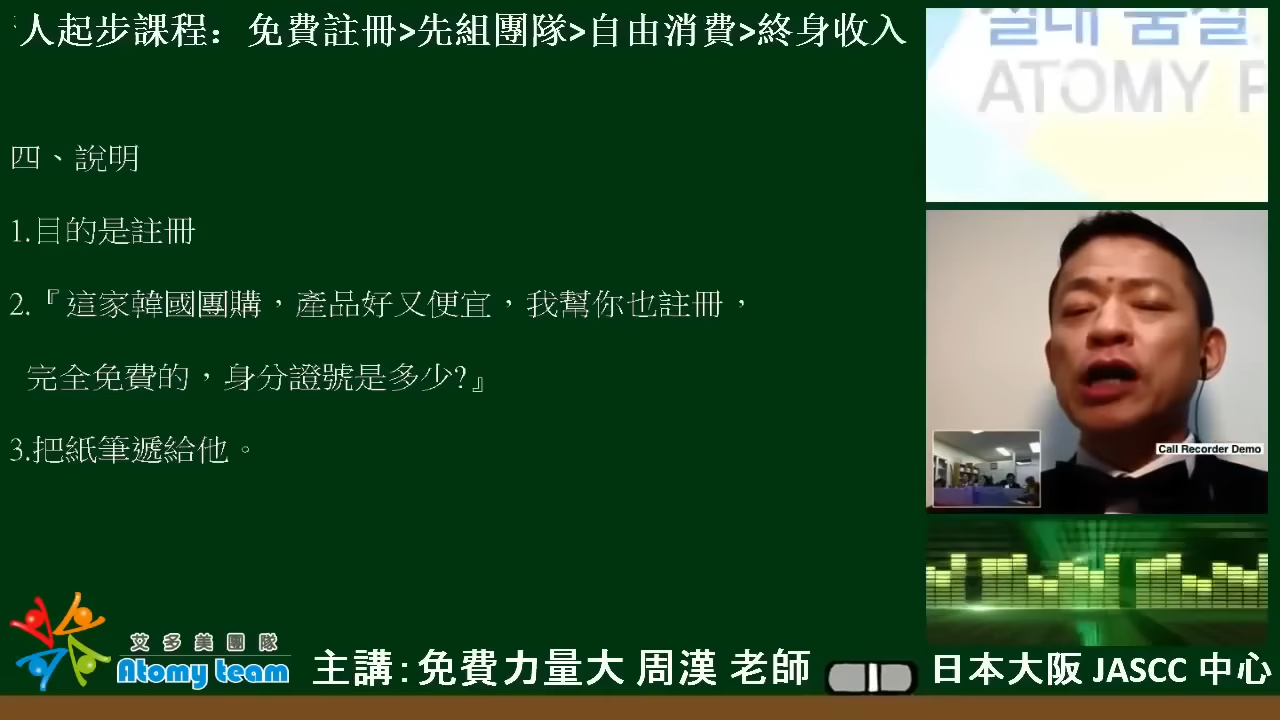 人起步課程：免費註冊>先組團隊>自由消費>終身收入
ATOMY
四、說明
1.目的是註冊
2.『這家韓國團購，產品好又便宜，我幫你也註冊，
完全免費的，身分證號是多少?』
3.把紙筆遞給他。
Call Recorder Demo
艾多美團隊
Atomy team
主講:免費力量大 周漢 老師
日本大阪 JASCC 中心